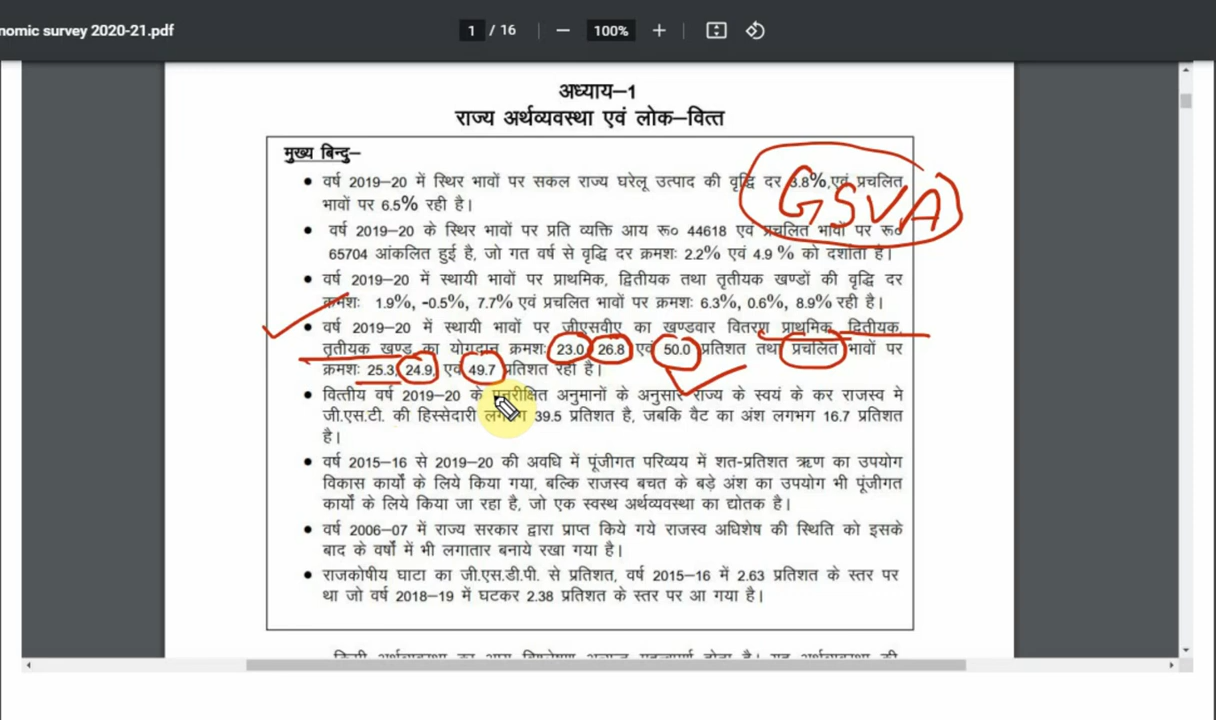 nomic survey 2020-21.pdf
1 / 16
100%
अध्याय–1
राज्य अर्थव्यवस्था एवं लोक–वित्त
मुख्य बिन्दु–
• वर्ष 2019–20 में स्थिर भावों पर सकल राज्य घरेलू उत्पाद की वृद्धि दर 3.8% एवं प्रचलित
भावों पर 6.5% रही है।
GSVA
• वर्ष 2019–20 के स्थिर भावों पर प्रति व्यक्ति आय रू० 44618 एवं प्रचलित भावों पर रू०
65704 आंकलित हुई है, जो गत वर्ष से वृद्धि दर क्रमशः 2.2% एवं 4.9 % को दर्शाता है।
• वर्ष 2019–20 में स्थायी भावों पर प्राथमिक, द्वितीयक तथा तृतीयक खण्डों की वृद्धि दर
क्रमशः 1.9%, -0.5%, 7.7% एवं प्रचलित भावों पर क्रमशः 6.3%, 0.6%, 8.9% रही है।
• वर्ष 2019–20 में स्थायी भावों पर जीएसवीए का खण्डवार वितरण प्राथमिक, द्वितीयक,
तृतीयक खण्ड का योगदान क्रमशः 23.0, 26.8 एवं 50.0 प्रतिशत तथा प्रचलित भावों पर
क्रमशः 25.3, 24.9, एवं 49.7 प्रतिशत रही है।
• वित्तीय वर्ष 2019–20 के पुनरीक्षित अनुमानों के अनुसार राज्य के स्वयं के कर राजस्व मे
जी.एस.टी. की हिस्सेदारी लगभग 39.5 प्रतिशत है, जबकि वैट का अंश लगभग 16.7 प्रतिशत
है।
• वर्ष 2015–16 से 2019–20 की अवधि में पूंजीगत परिव्यय में शत-प्रतिशत ऋण का उपयोग
विकास कार्यों के लिये किया गया, बल्कि राजस्व बचत के बड़े अंश का उपयोग भी पूंजीगत
कार्यों के लिये किया जा रहा है, जो एक स्वस्थ अर्थव्यवस्था का द्योतक है।
• वर्ष 2006–07 में राज्य सरकार द्वारा प्राप्त किये गये राजस्व अधिशेष की स्थिति को इसके
बाद के वर्षों में भी लगातार बनाये रखा गया है।
• राजकोषीय घाटा का जी.एस.डी.पी. से प्रतिशत, वर्ष 2015–16 में 2.63 प्रतिशत के स्तर पर
था जो वर्ष 2018–19 में घटकर 2.38 प्रतिशत के स्तर पर आ गया है।